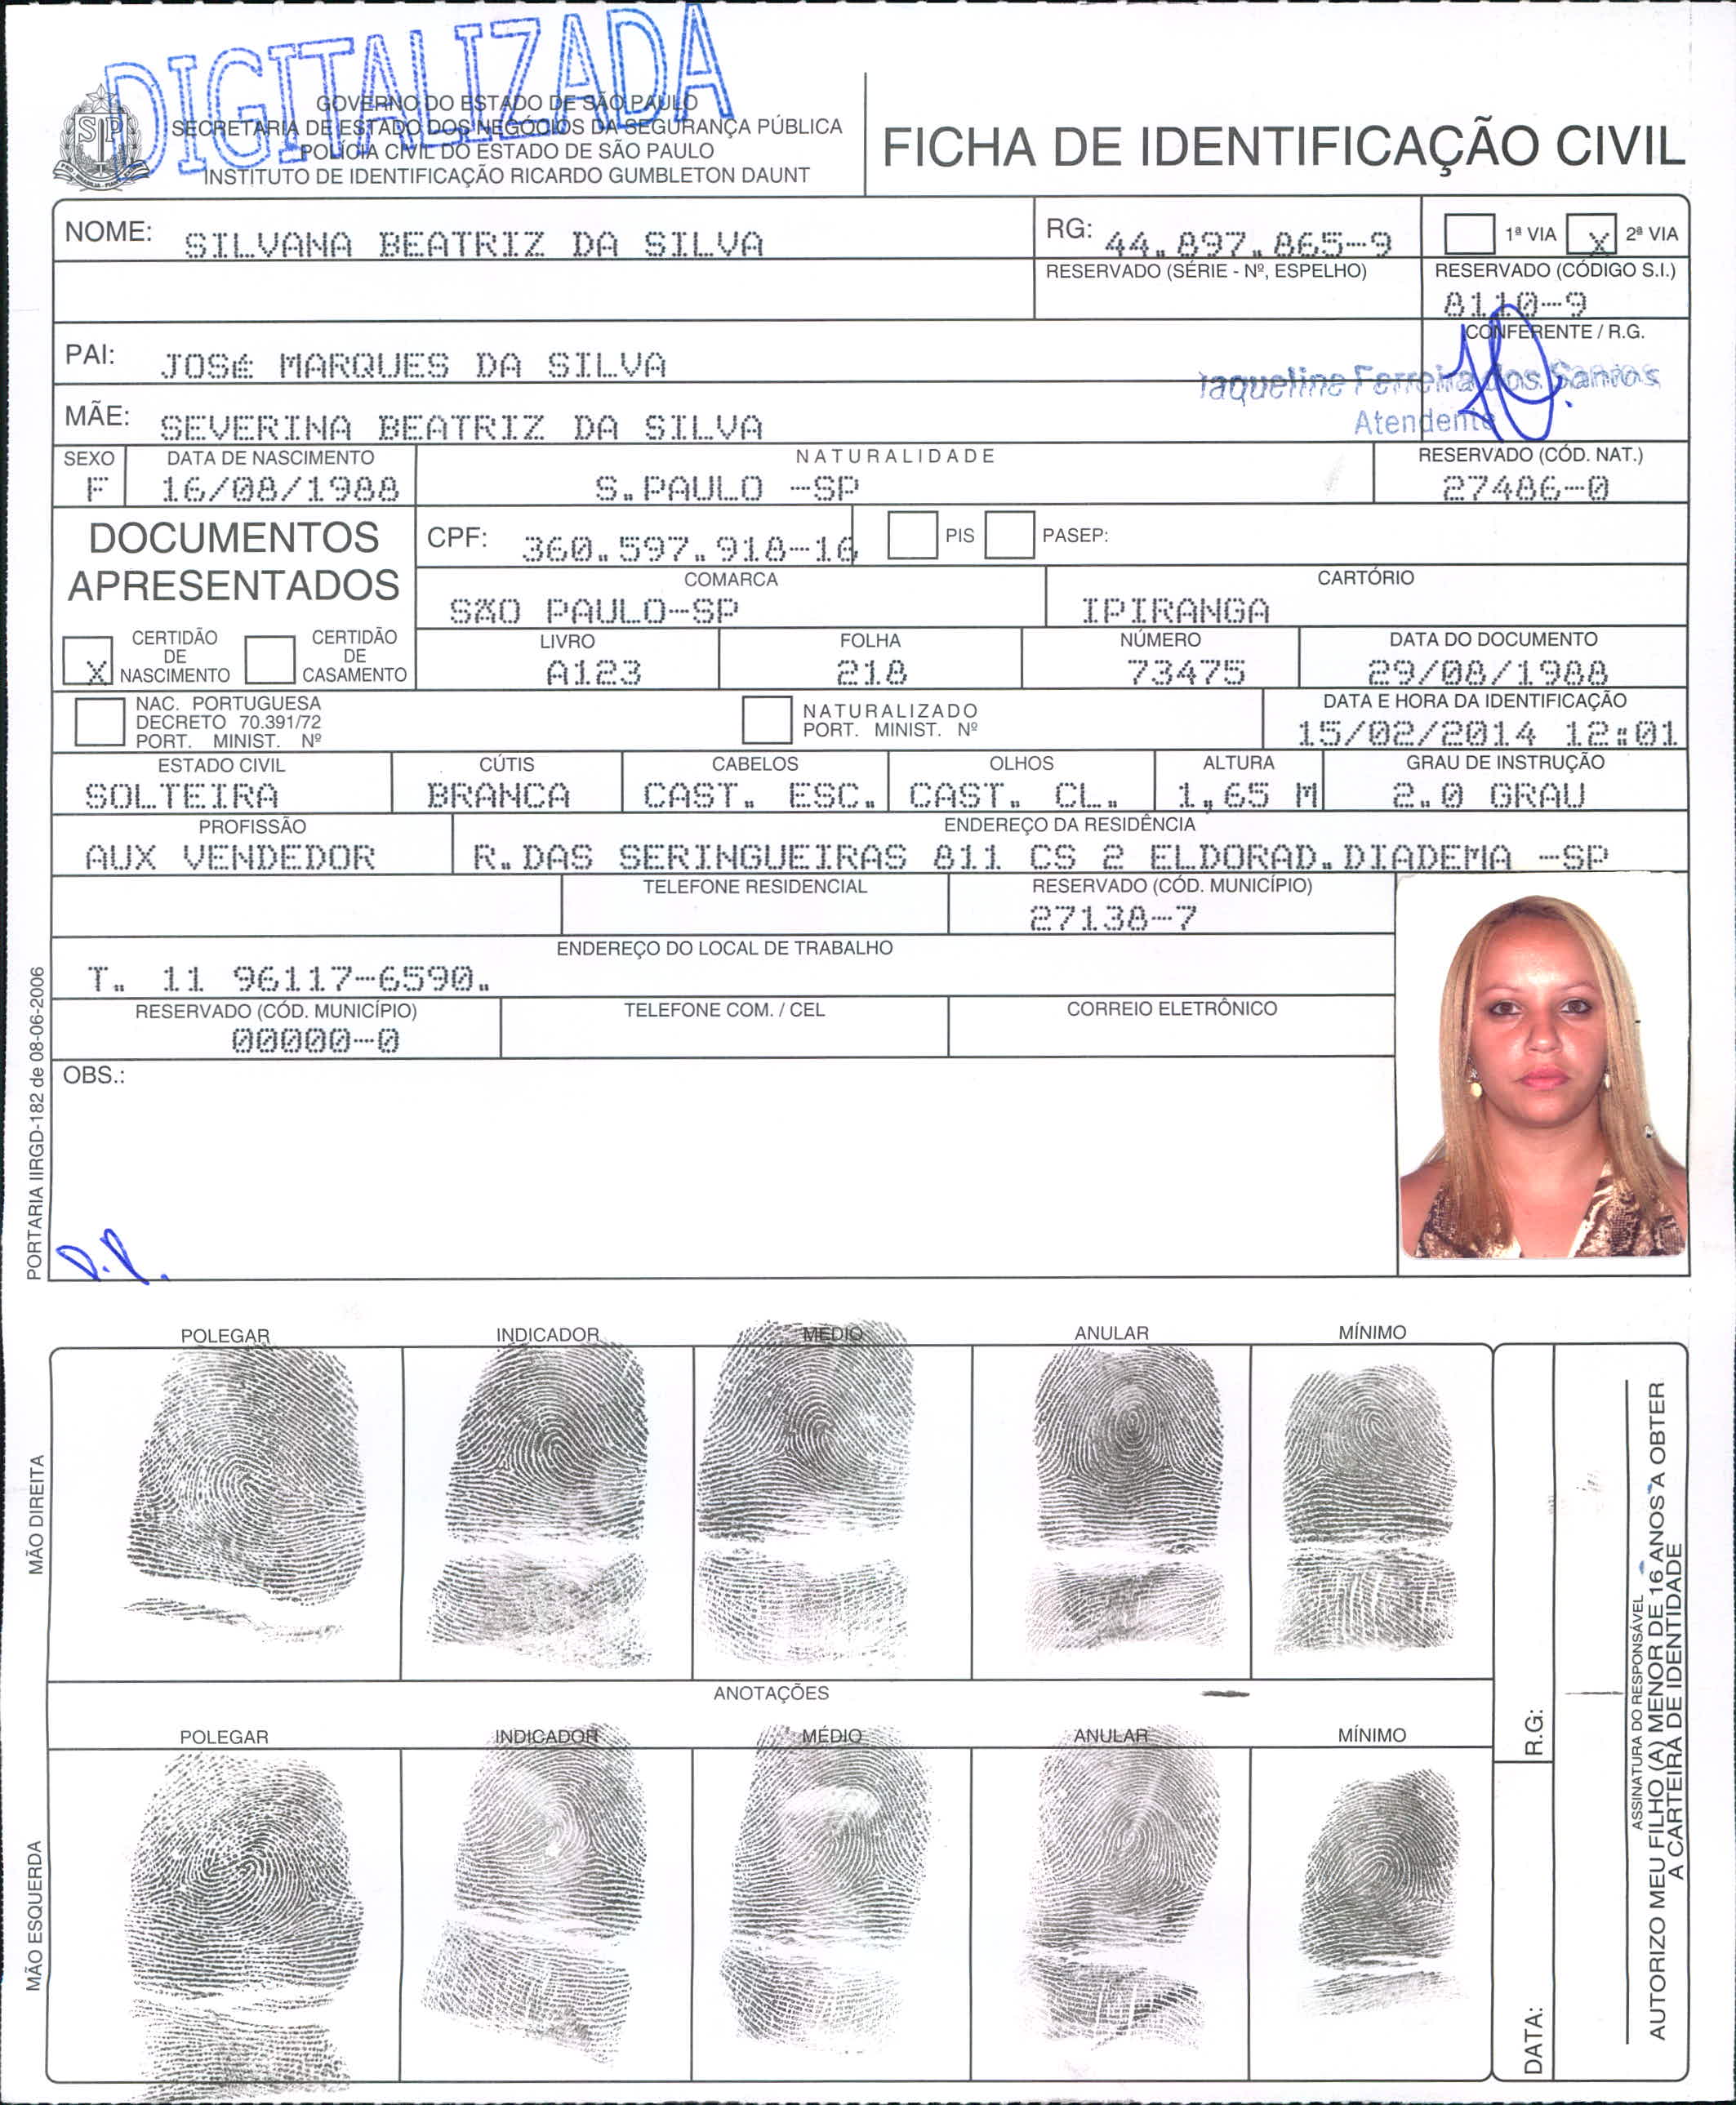 DIGITALIZADA
GOVERNO DO ESTADO DE SÃO PAULO
SECRETARIA DE ESTADO DOS NEGÓCIOS DA SEGURANÇA PÚBLICA
POLÍCIA CIVIL DO ESTADO DE SÃO PAULO
INSTITUTO DE IDENTIFICAÇÃO RICARDO GUMBLETON DAUNT
FICHA DE IDENTIFICAÇÃO CIVIL
NOME: SILVANA BEATRIZ DA SILVA
RG: 44.897.865-9
1ª VIA X 2ª VIA
RESERVADO (SÉRIE - Nº, ESPELHO)
RESERVADO (CÓDIGO S.I.)
8110-9
PAI: JOSé MARQUES DA SILVA
CONFERENTE / R.G.
Jaqueline Ferreira dos Santos
Atendente
MÃE: SEVERINA BEATRIZ DA SILVA
SEXO
F
DATA DE NASCIMENTO
16/08/1988
NATURALIDADE
S.PAULO -SP
RESERVADO (CÓD. NAT.)
27486-0
DOCUMENTOS
APRESENTADOS
CPF: 360.597.918-16
PIS
PASEP:
COMARCA
SÃO PAULO-SP
CARTÓRIO
IPIRANGA
X CERTIDÃO
DE
NASCIMENTO
CERTIDÃO
DE
CASAMENTO
LIVRO
A123
FOLHA
218
NÚMERO
73475
DATA DO DOCUMENTO
29/08/1988
NAC. PORTUGUESA
DECRETO 70.391/72
PORT. MINIST. Nº
NATURALIZADO
PORT. MINIST. Nº
DATA E HORA DA IDENTIFICAÇÃO
15/02/2014 12:01
ESTADO CIVIL
SOLTEIRA
CÚTIS
BRANCA
CABELOS
CAST. ESC.
OLHOS
CAST. CL.
ALTURA
1,65 M
GRAU DE INSTRUÇÃO
2.0 GRAU
PROFISSÃO
AUX VENDEDOR
ENDEREÇO DA RESIDÊNCIA
R.DAS SERINGUEIRAS 811 CS 2 ELDORAD.DIADEMA -SP
TELEFONE RESIDENCIAL
RESERVADO (CÓD. MUNICÍPIO)
27138-7
ENDEREÇO DO LOCAL DE TRABALHO
T. 11 96117-6590.
RESERVADO (CÓD. MUNICÍPIO)
00000-0
TELEFONE COM. / CEL
CORREIO ELETRÔNICO
OBS.:
PORTARIA IIRGD-182 de 08-06-2006
MÃO DIREITA
POLEGAR
INDICADOR
MÉDIO
ANULAR
MÍNIMO
ANOTAÇÕES
MÃO ESQUERDA
POLEGAR
INDICADOR
MÉDIO
ANULAR
MÍNIMO
R.G:
DATA:
ASSINATURA DO RESPONSÁVEL
AUTORIZO MEU FILHO (A) MENOR DE 16 ANOS A OBTER
A CARTEIRA DE IDENTIDADE